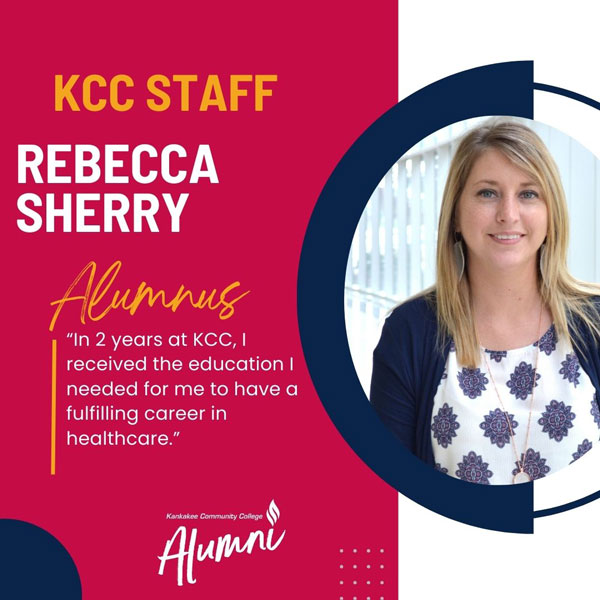 KCC STAFF
REBECCA
SHERRY
Alumnus
“In 2 years at KCC, I
received the education I
needed for me to have a
fulfilling career in
healthcare.”
Kankakee Community College
Alumni